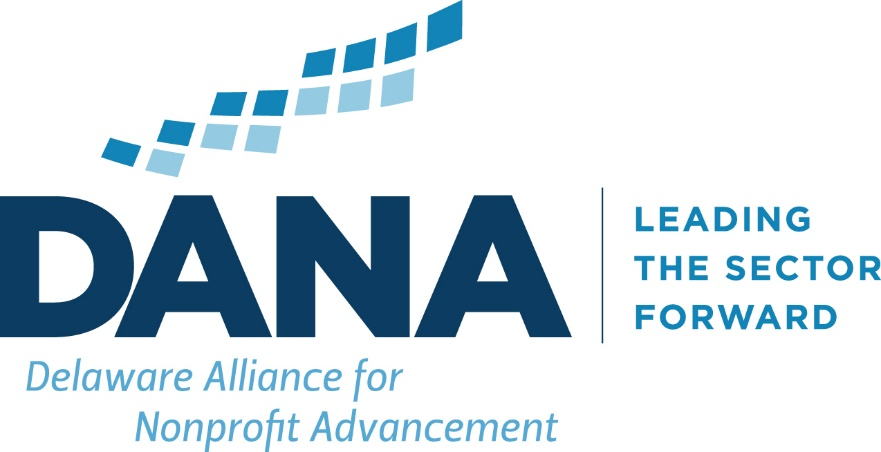 DANA
LEADING
THE SECTOR
FORWARD
Delaware Alliance for
Nonprofit Advancement